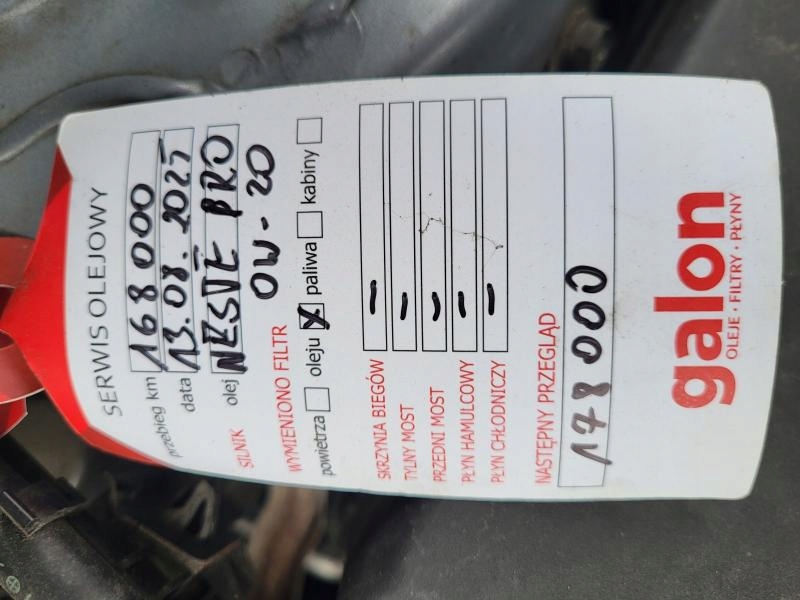 SERWIS OLEJOWY
przebieg km 168 000
data 13.08.2025
SILNIK olej NESTE PRO
0W-20
WYMIENIONO FILTR
powietrza oleju X paliwa kabiny
SKRZYNIA BIEGÓW –
TYLNY MOST –
PRZEDNI MOST –
PŁYN HAMULCOWY –
PŁYN CHŁODNICZY –
NASTĘPNY PRZEGLĄD
178 000
galon
OLEJE · FILTRY · PŁYNY